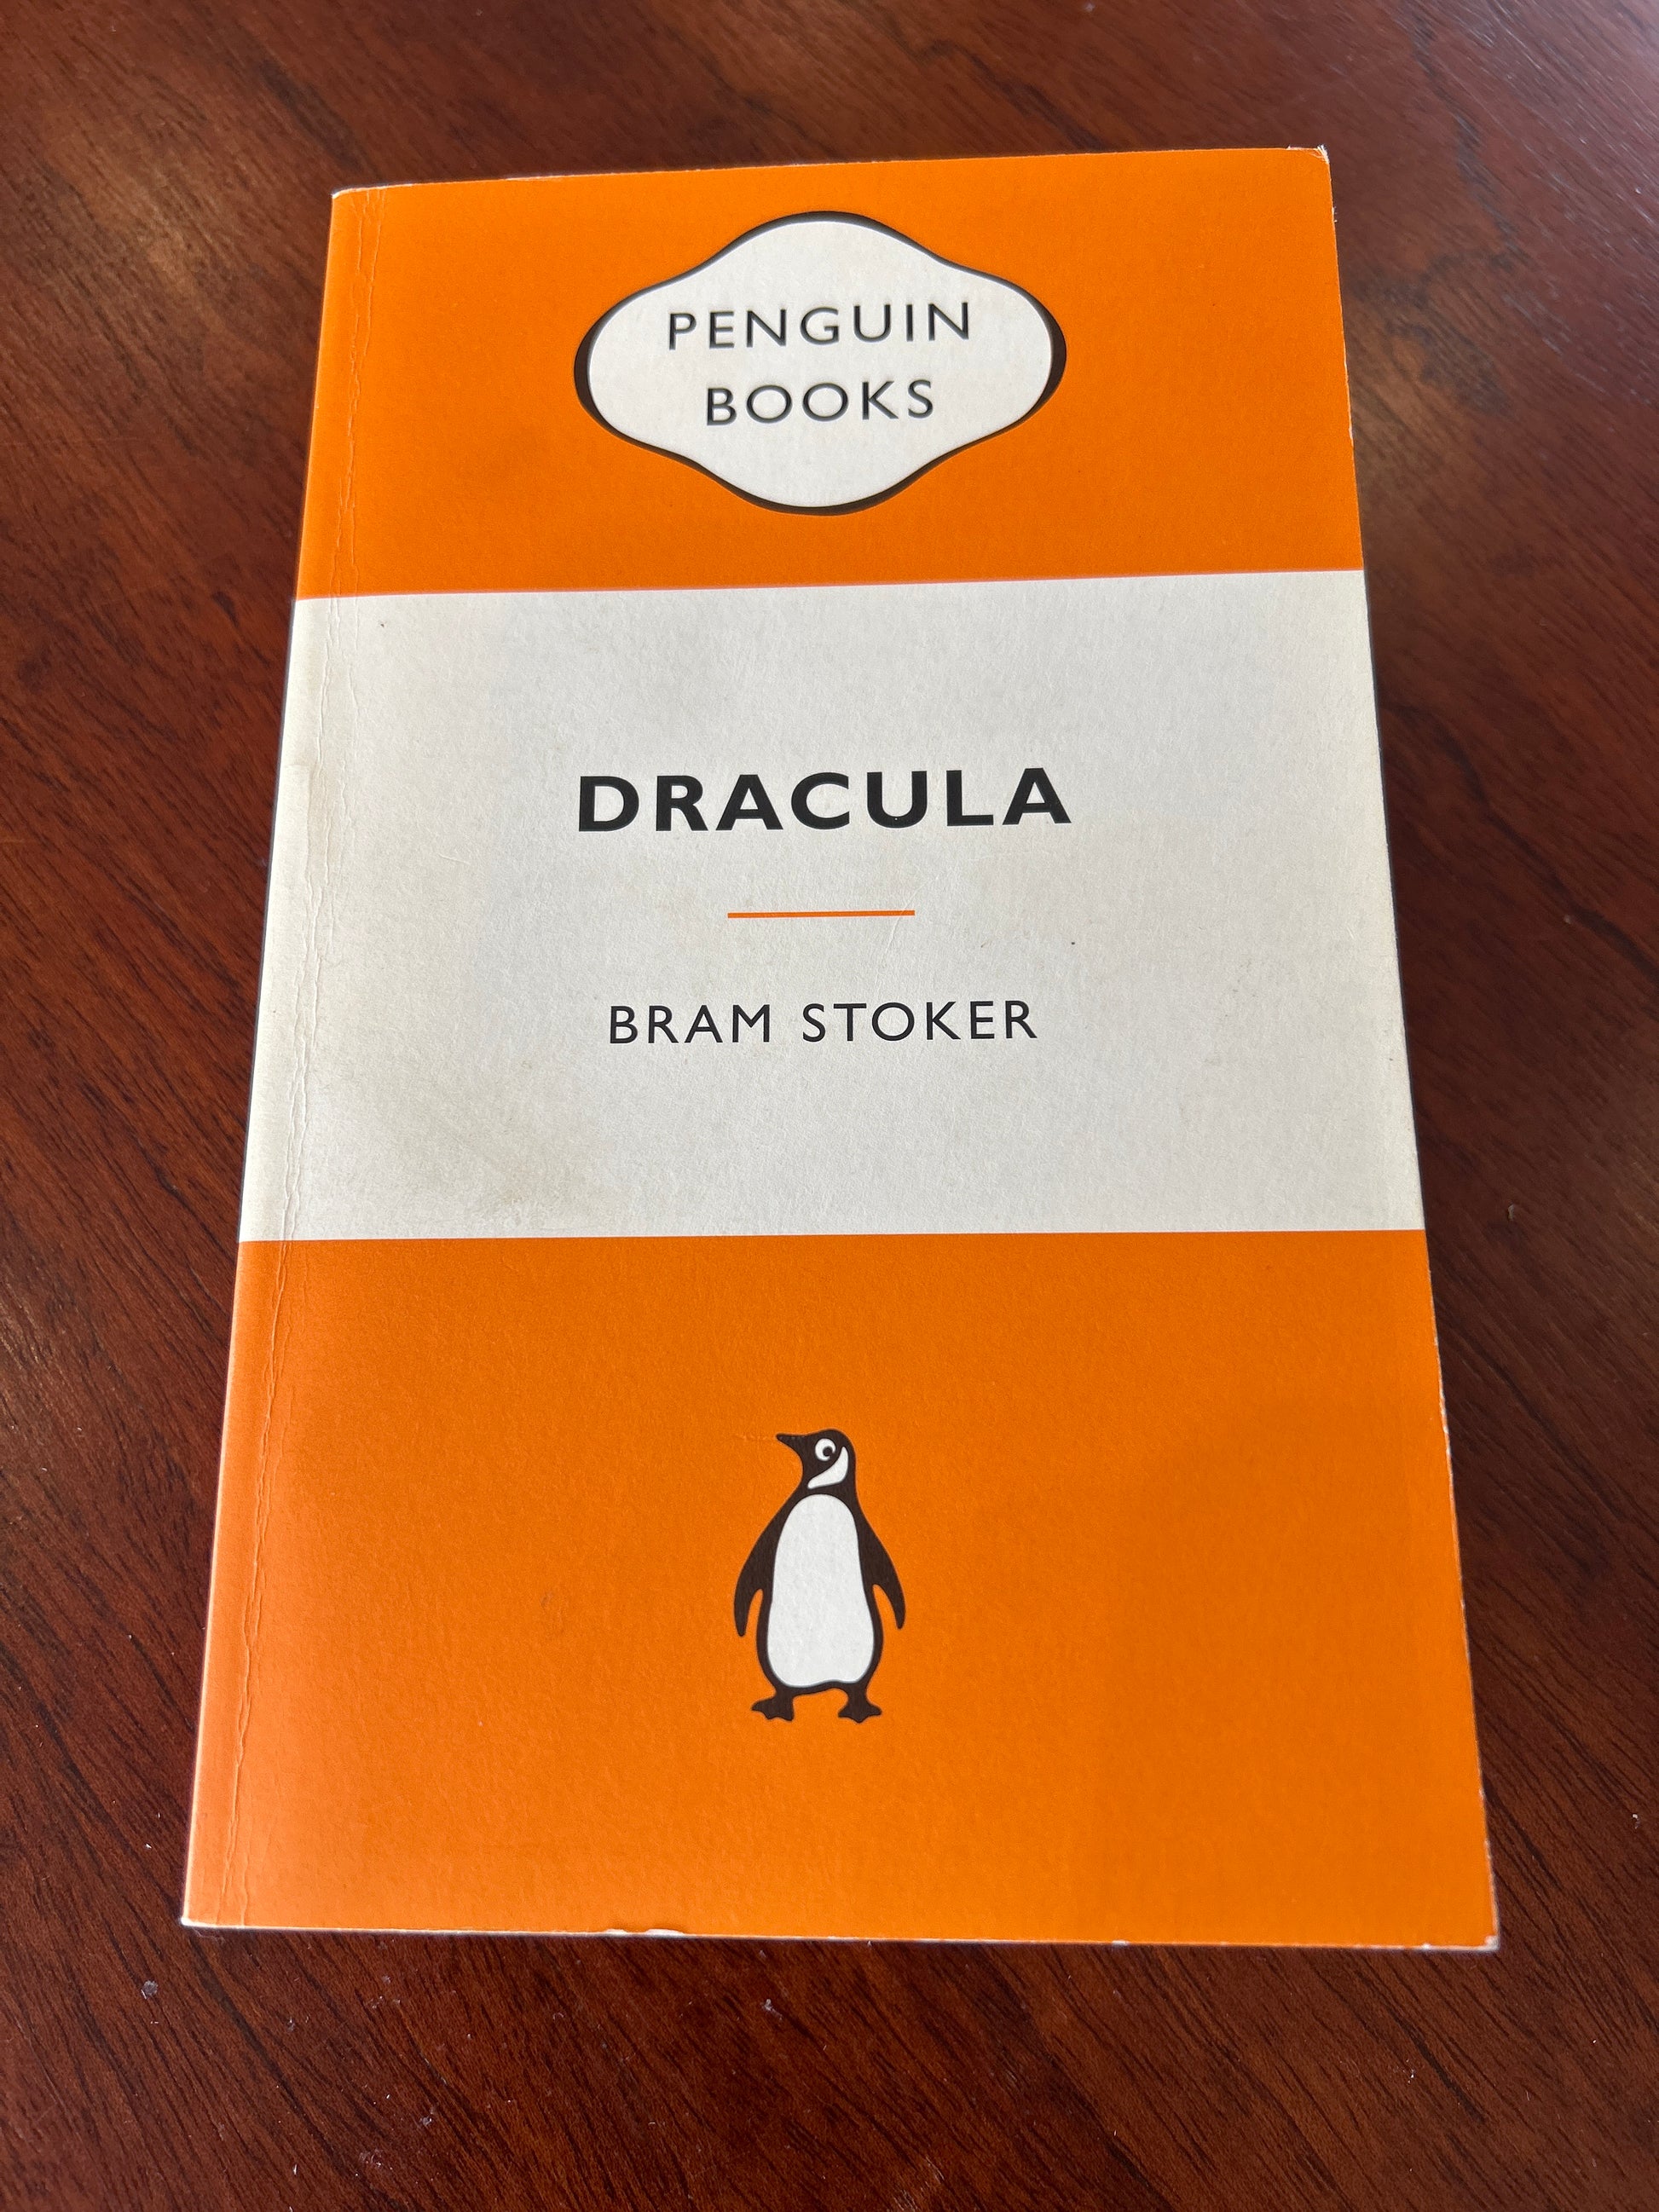 PENGUIN
BOOKS
DRACULA
BRAM STOKER